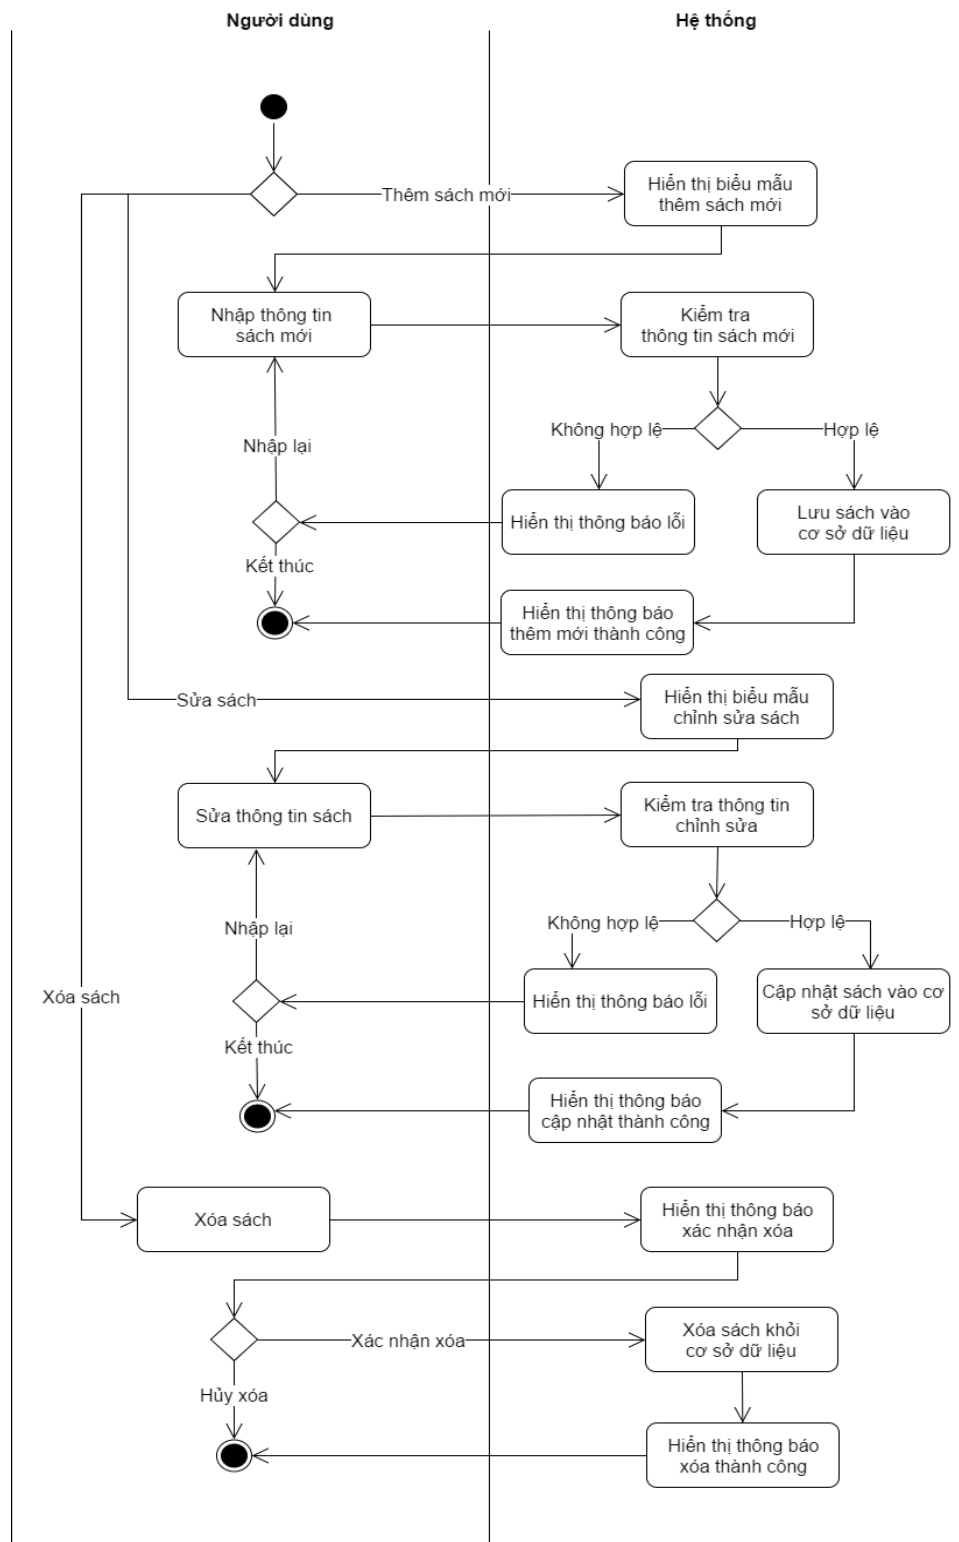 Người dùng
Hệ thống
Thêm sách mới
Hiển thị biểu mẫu
thêm sách mới
Nhập thông tin
sách mới
Kiểm tra
thông tin sách mới
Không hợp lệ
Hợp lệ
Nhập lại
Hiển thị thông báo lỗi
Lưu sách vào
cơ sở dữ liệu
Kết thúc
Hiển thị thông báo
thêm mới thành công
Sửa sách
Hiển thị biểu mẫu
chỉnh sửa sách
Sửa thông tin sách
Kiểm tra thông tin
chỉnh sửa
Không hợp lệ
Hợp lệ
Nhập lại
Xóa sách
Hiển thị thông báo lỗi
Cập nhật sách vào cơ
sở dữ liệu
Kết thúc
Hiển thị thông báo
cập nhật thành công
Xóa sách
Hiển thị thông báo
xác nhận xóa
Xác nhận xóa
Xóa sách khỏi
cơ sở dữ liệu
Hủy xóa
Hiển thị thông báo
xóa thành công